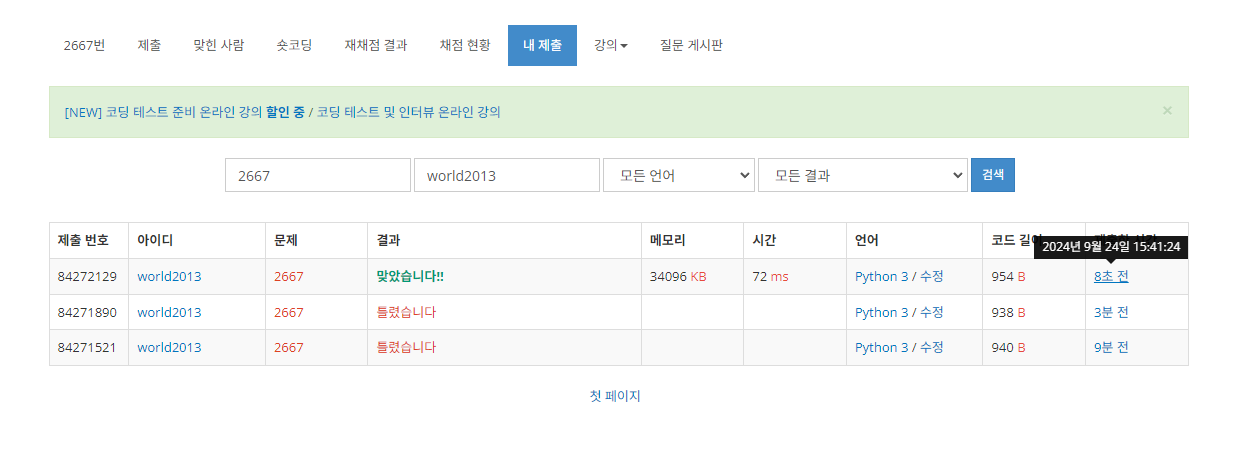 2667번 제출 맞힌 사람 숏코딩 재채점 결과 채점 현황 내 제출 강의 질문 게시판
[NEW] 코딩 테스트 준비 온라인 강의 할인 중 / 코딩 테스트 및 인터뷰 온라인 강의 ×
2667 world2013 모든 언어 모든 결과 검색
2024년 9월 24일 15:41:24
제출 번호 아이디 문제 결과 메모리 시간 언어 코드
84272129 world2013 2667 맞았습니다!! 34096 KB 72 ms Python 3 / 수정 954 B 8초 전
84271890 world2013 2667 틀렸습니다 Python 3 / 수정 938 B 3분 전
84271521 world2013 2667 틀렸습니다 Python 3 / 수정 940 B 9분 전
첫 페이지